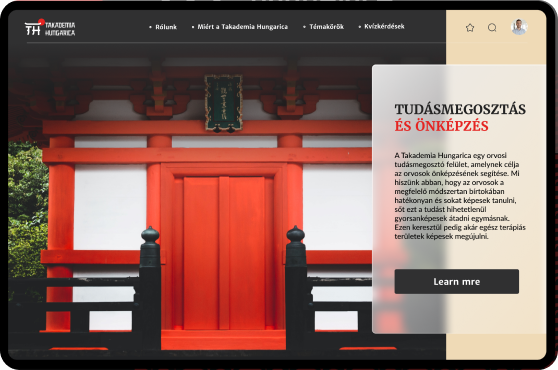 TH TAKADEMIA
HUNGARICA
• Rólunk • Miért a Takademia Hungarica • Témakörök • Kvízkérdések
TUDÁSMEGOSZTÁS
ÉS ÖNKÉPZÉS
A Takademia Hungarica egy orvosi
tudásmegosztó felület, amelynek célja
az orvosok önképzésének segítése. Mi
hiszünk abban, hogy az orvosok a
megfelelő módszertan birtokában
hatékonyan és sokat képesek tanulni,
sőt ezt a tudást hihetetlenül
gyorsanképesek átadni egymásnak.
Ezen keresztül pedig akár egész terápiás
területek képesek megújulni.
Learn mre